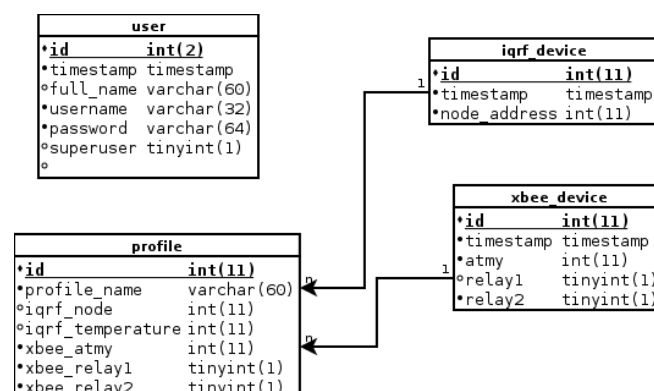 user
id int(2)
timestamp timestamp
full_name varchar(60)
username varchar(32)
password varchar(64)
superuser tinyint(1)
iqrf_device
id int(11)
timestamp timestamp
node_address int(11)
1
xbee_device
id int(11)
timestamp timestamp
atmy int(11)
relay1 tinyint(1)
relay2 tinyint(1)
1
profile
id int(11)
profile_name varchar(60)
iqrf_node int(11)
iqrf_temperature int(11)
xbee_atmy int(11)
xbee_relay1 tinyint(1)
xbee_relay2 tinyint(1)
n
n